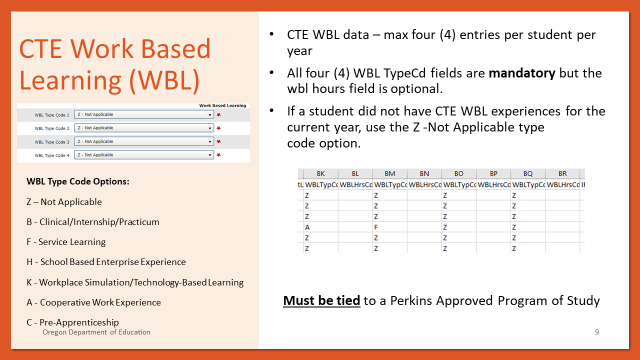 CTE Work Based
Learning (WBL)
Work Based Learning
WBL Type Code 1 Z - Not Applicable *
WBL Type Code 2 Z - Not Applicable *
WBL Type Code 3 Z - Not Applicable *
WBL Type Code 4 Z - Not Applicable *
WBL Type Code Options:
Z – Not Applicable
B - Clinical/Internship/Practicum
F - Service Learning
H - School Based Enterprise Experience
K - Workplace Simulation/Technology-Based Learning
A - Cooperative Work Experience
C - Pre-Apprenticeship
Oregon Department of Education
• CTE WBL data – max four (4) entries per student per
year
• All four (4) WBL TypeCd fields are mandatory but the
wbl hours field is optional.
• If a student did not have CTE WBL experiences for the
current year, use the Z -Not Applicable type
code option.
BK BL BM BN BO BP BQ BR
WBLTypCc WBLHrsCd WBLTypCc WBLHrsCd WBLTypCc WBLHrsCd WBLTypCc WBLHrsCd
Z Z Z Z
Z Z Z Z
Z Z Z Z
A F Z Z
Z Z Z Z
Z Z Z Z
Must be tied to a Perkins Approved Program of Study
9